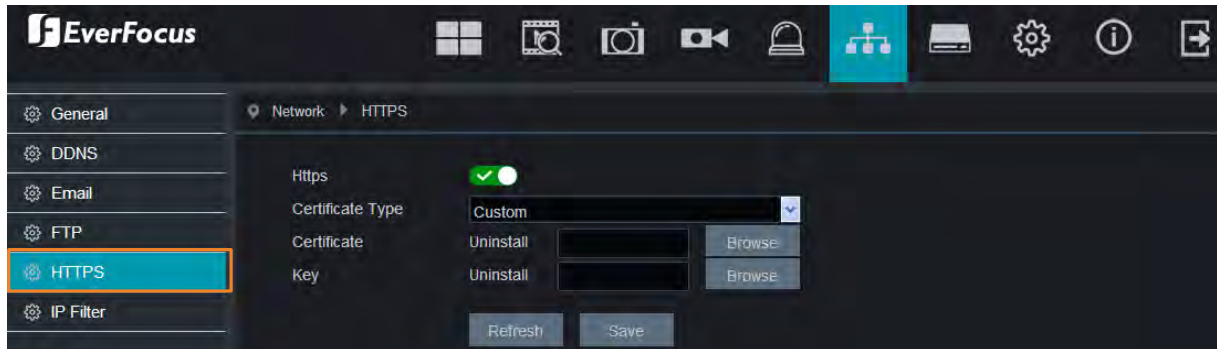 EverFocus
General
DDNS
Email
FTP
HTTPS
IP Filter
Network HTTPS
Https
Certificate Type Custom
Certificate Uninstall Browse
Key Uninstall Browse
Refresh Save